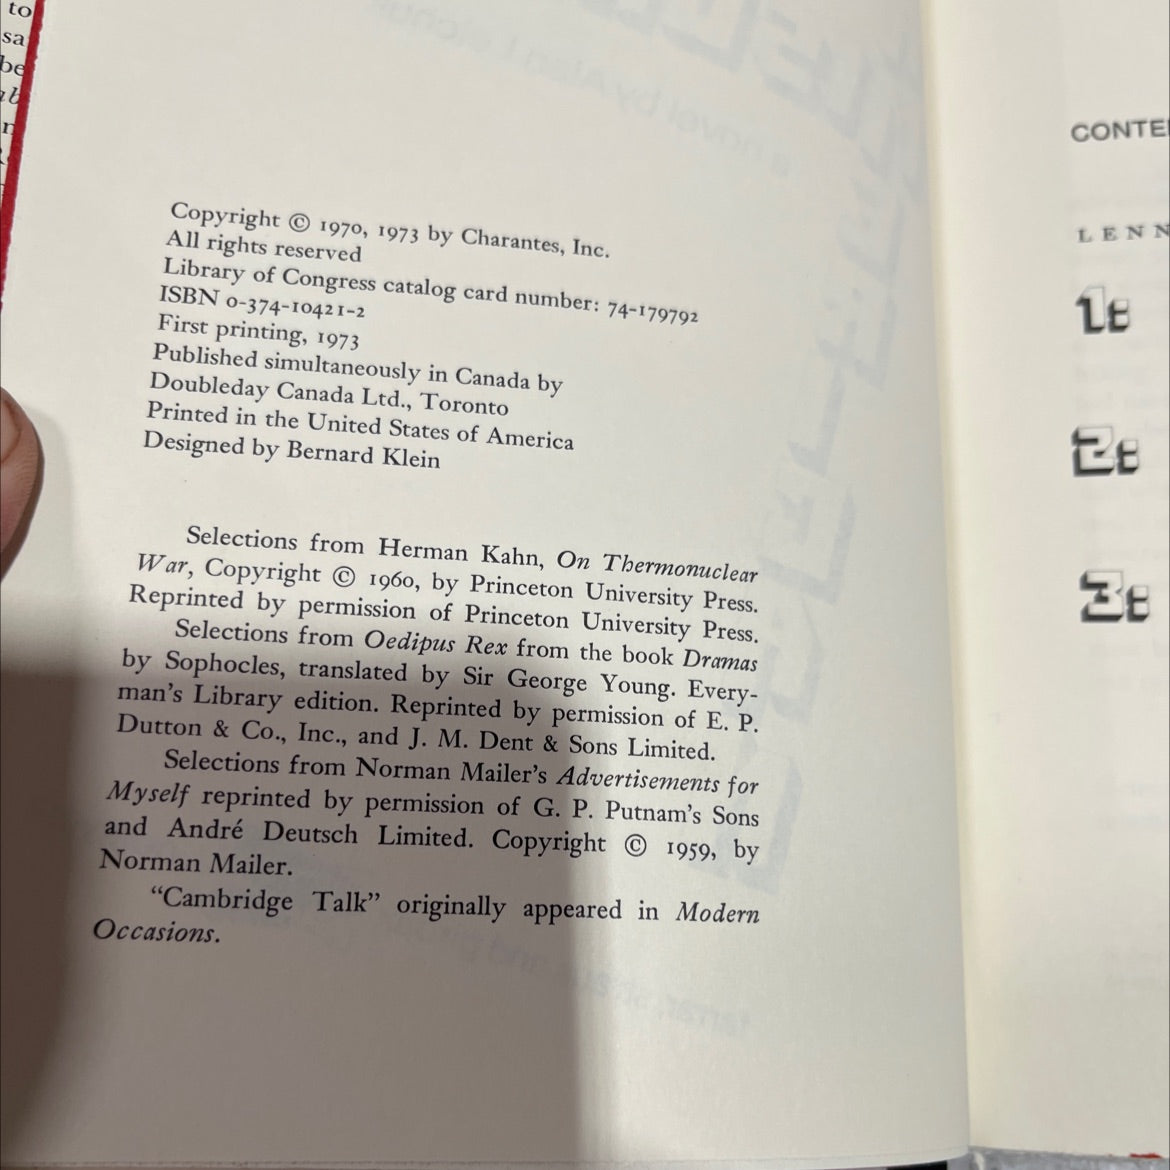 to
sa
be
Copyright © 1970, 1973 by Charantes, Inc.
All rights reserved
Library of Congress catalog card number: 74-179792
ISBN 0-374-10421-2
First printing, 1973
Published simultaneously in Canada by
Doubleday Canada Ltd., Toronto
Printed in the United States of America
Designed by Bernard Klein
Selections from Herman Kahn, On Thermonuclear
War, Copyright © 1960, by Princeton University Press.
Reprinted by permission of Princeton University Press.
Selections from Oedipus Rex from the book Dramas
by Sophocles, translated by Sir George Young. Every-
man's Library edition. Reprinted by permission of E. P.
Dutton & Co., Inc., and J. M. Dent & Sons Limited.
Selections from Norman Mailer's Advertisements for
Myself reprinted by permission of G. P. Putnam's Sons
and André Deutsch Limited. Copyright © 1959, by
Norman Mailer.
"Cambridge Talk" originally appeared in Modern
Occasions.
CONTE
LENN
1:
2:
3: